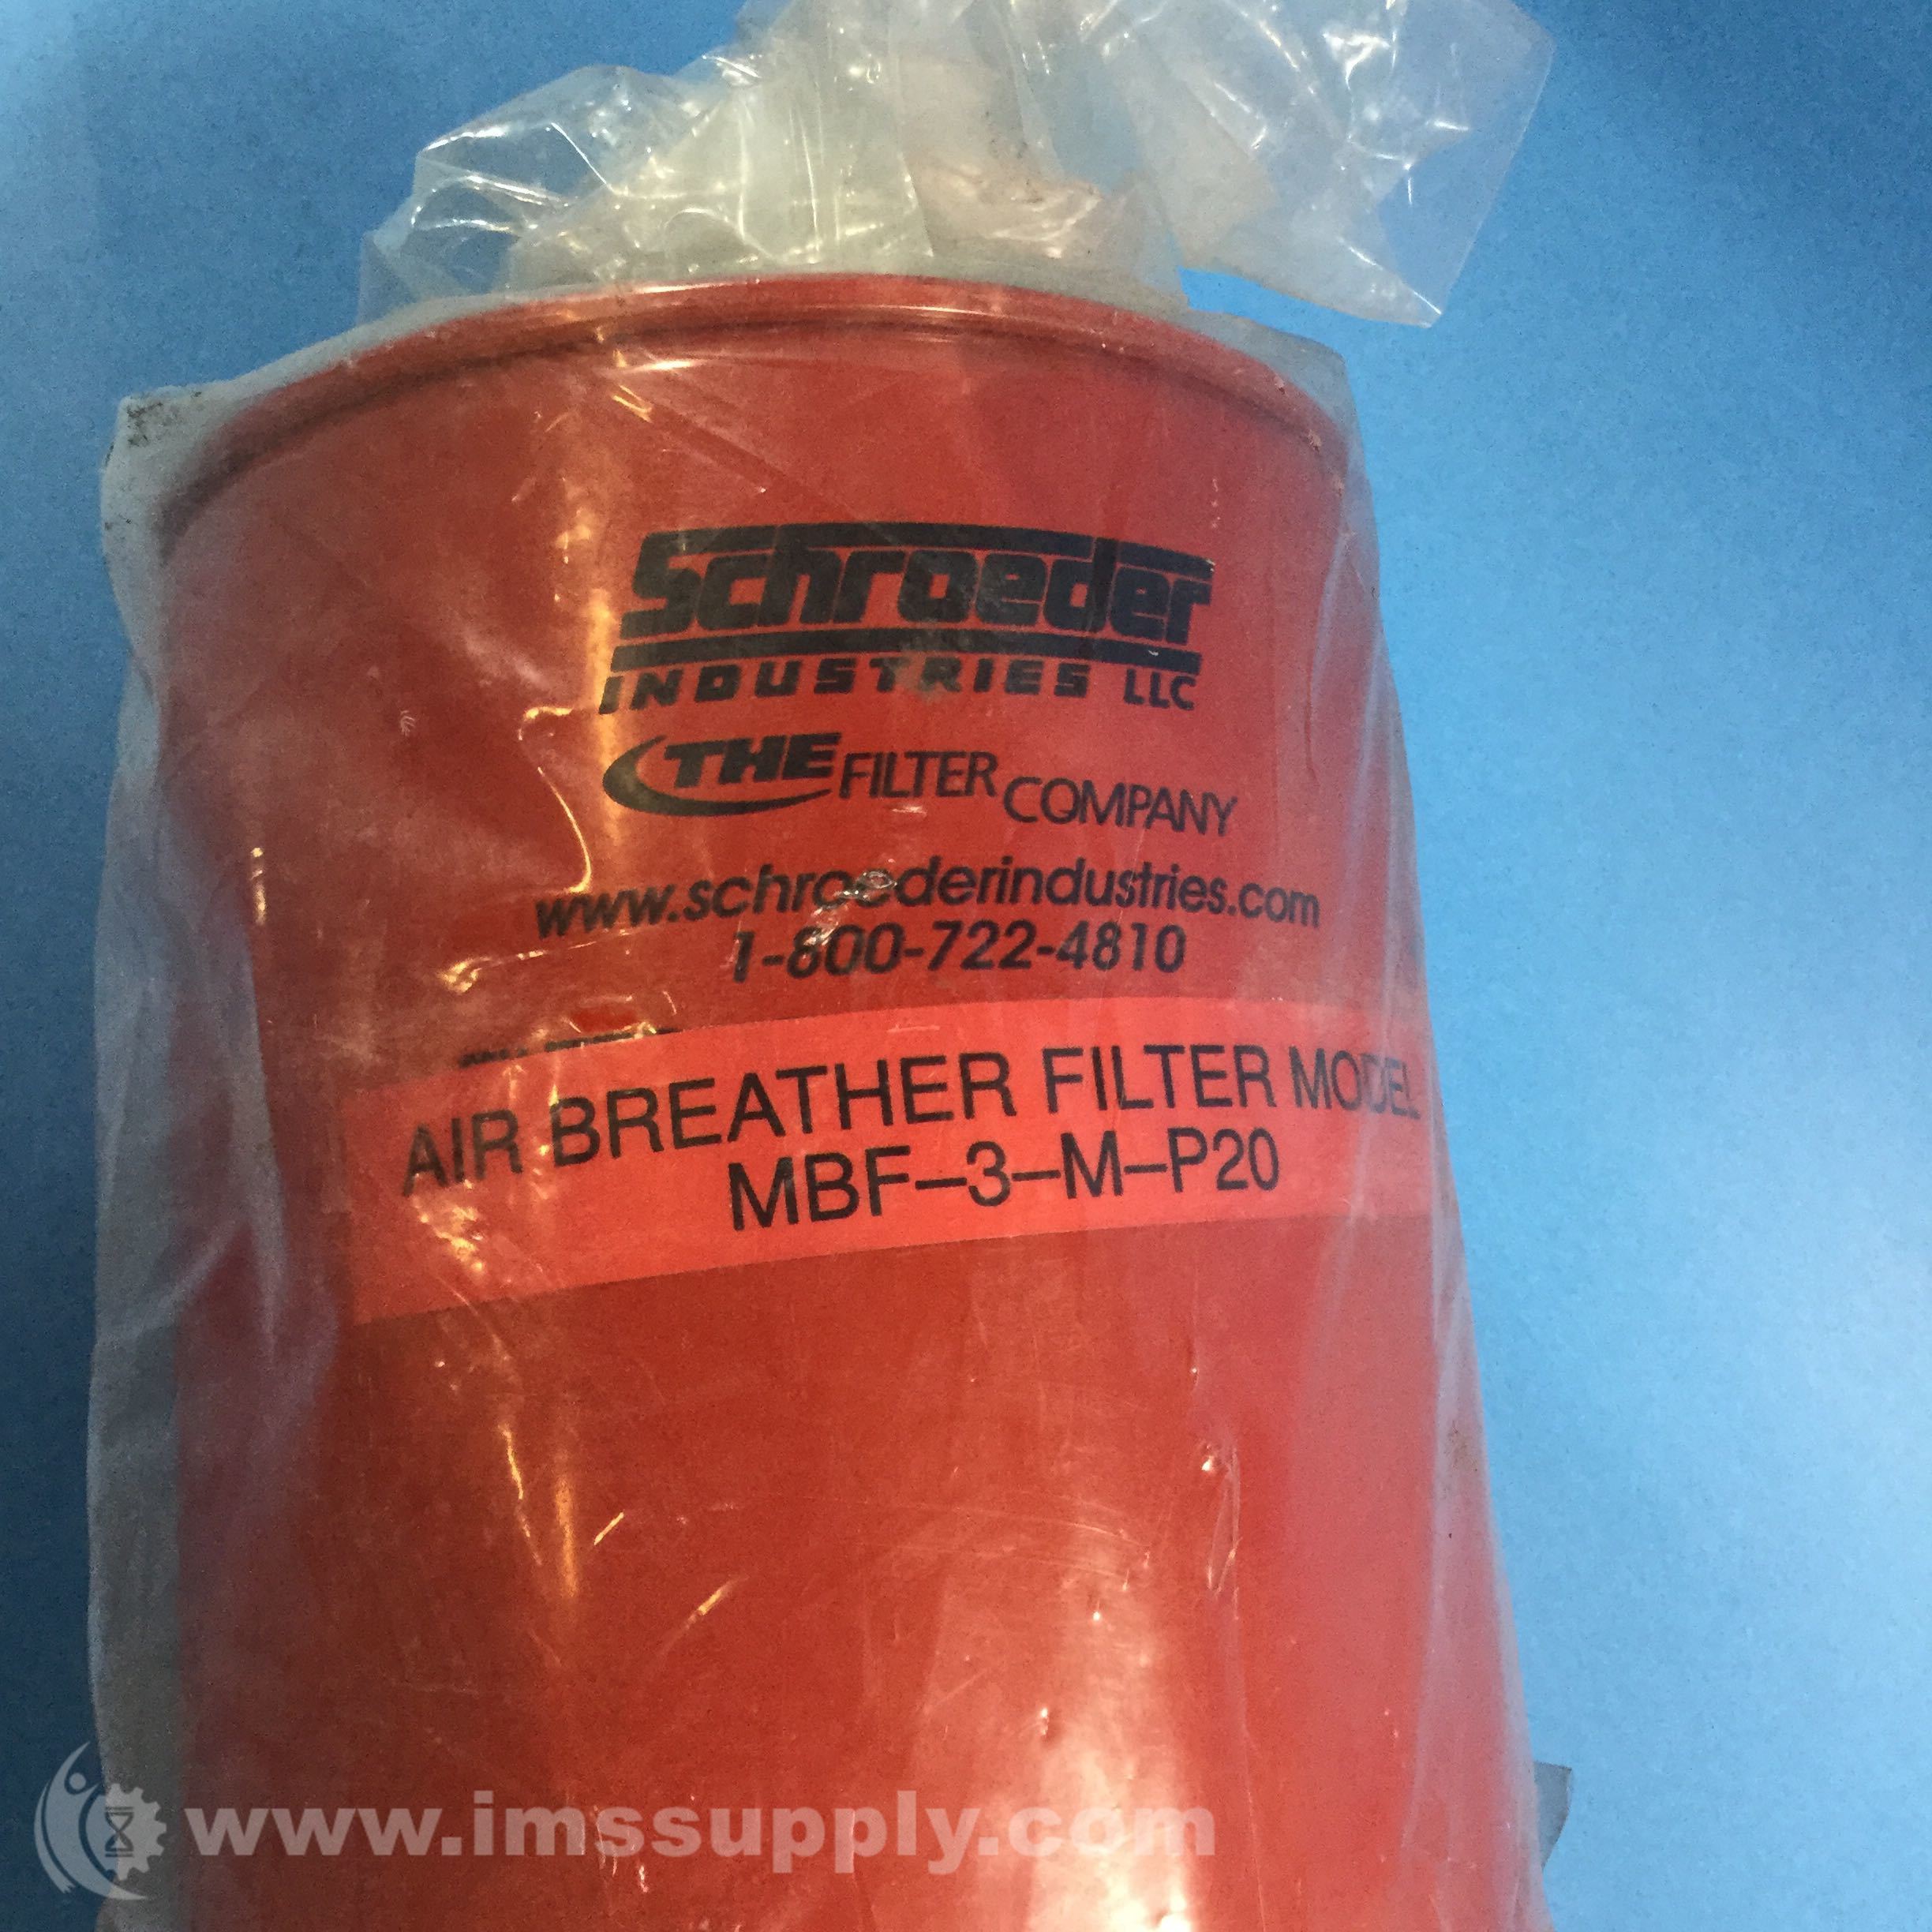 Schroeder
INDUSTRIES LLC
THE FILTER COMPANY
www.schroederindustries.com
1-800-722-4810
AIR BREATHER FILTER MODEL
MBF-3-M-P20
www.imssupply.com